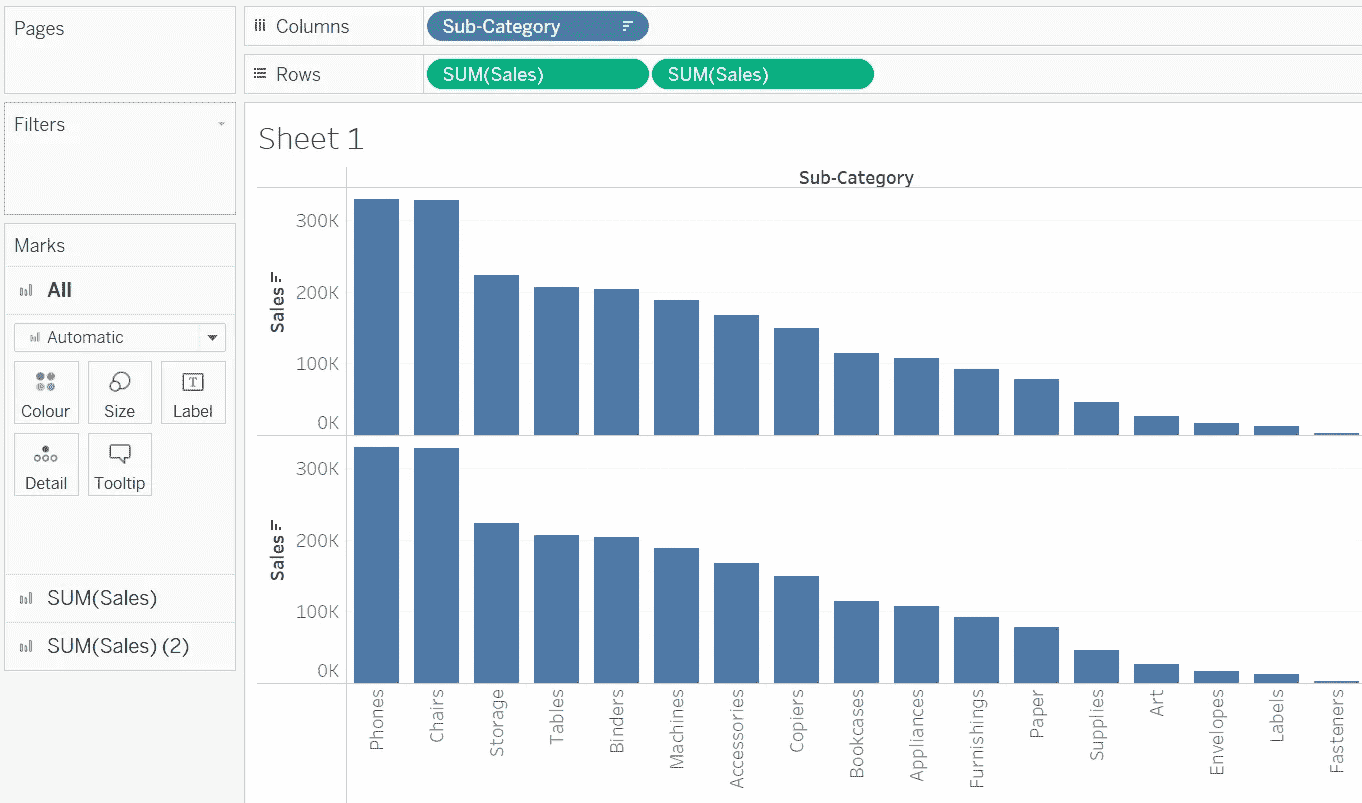 Pages
Columns
Sub-Category
Rows
SUM(Sales)
SUM(Sales)
Filters
Marks
All
Automatic
Colour
Size
Label
Detail
Tooltip
SUM(Sales)
SUM(Sales) (2)
Sheet 1
Sub-Category
Sales
300K
200K
100K
0K
Sales
300K
200K
100K
0K
Phones
Chairs
Storage
Tables
Binders
Machines
Accessories
Copiers
Bookcases
Appliances
Furnishings
Paper
Supplies
Art
Envelopes
Labels
Fasteners